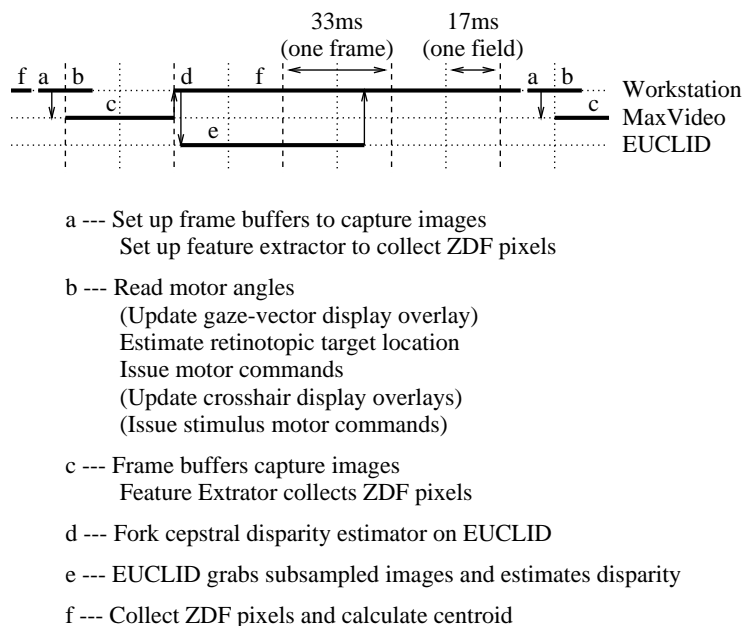 33ms
(one frame)
17ms
(one field)
f a b d f a b
Workstation
c c
MaxVideo
e
EUCLID
a --- Set up frame buffers to capture images
Set up feature extractor to collect ZDF pixels
b --- Read motor angles
(Update gaze-vector display overlay)
Estimate retinotopic target location
Issue motor commands
(Update crosshair display overlays)
(Issue stimulus motor commands)
c --- Frame buffers capture images
Feature Extrator collects ZDF pixels
d --- Fork cepstral disparity estimator on EUCLID
e --- EUCLID grabs subsampled images and estimates disparity
f --- Collect ZDF pixels and calculate centroid